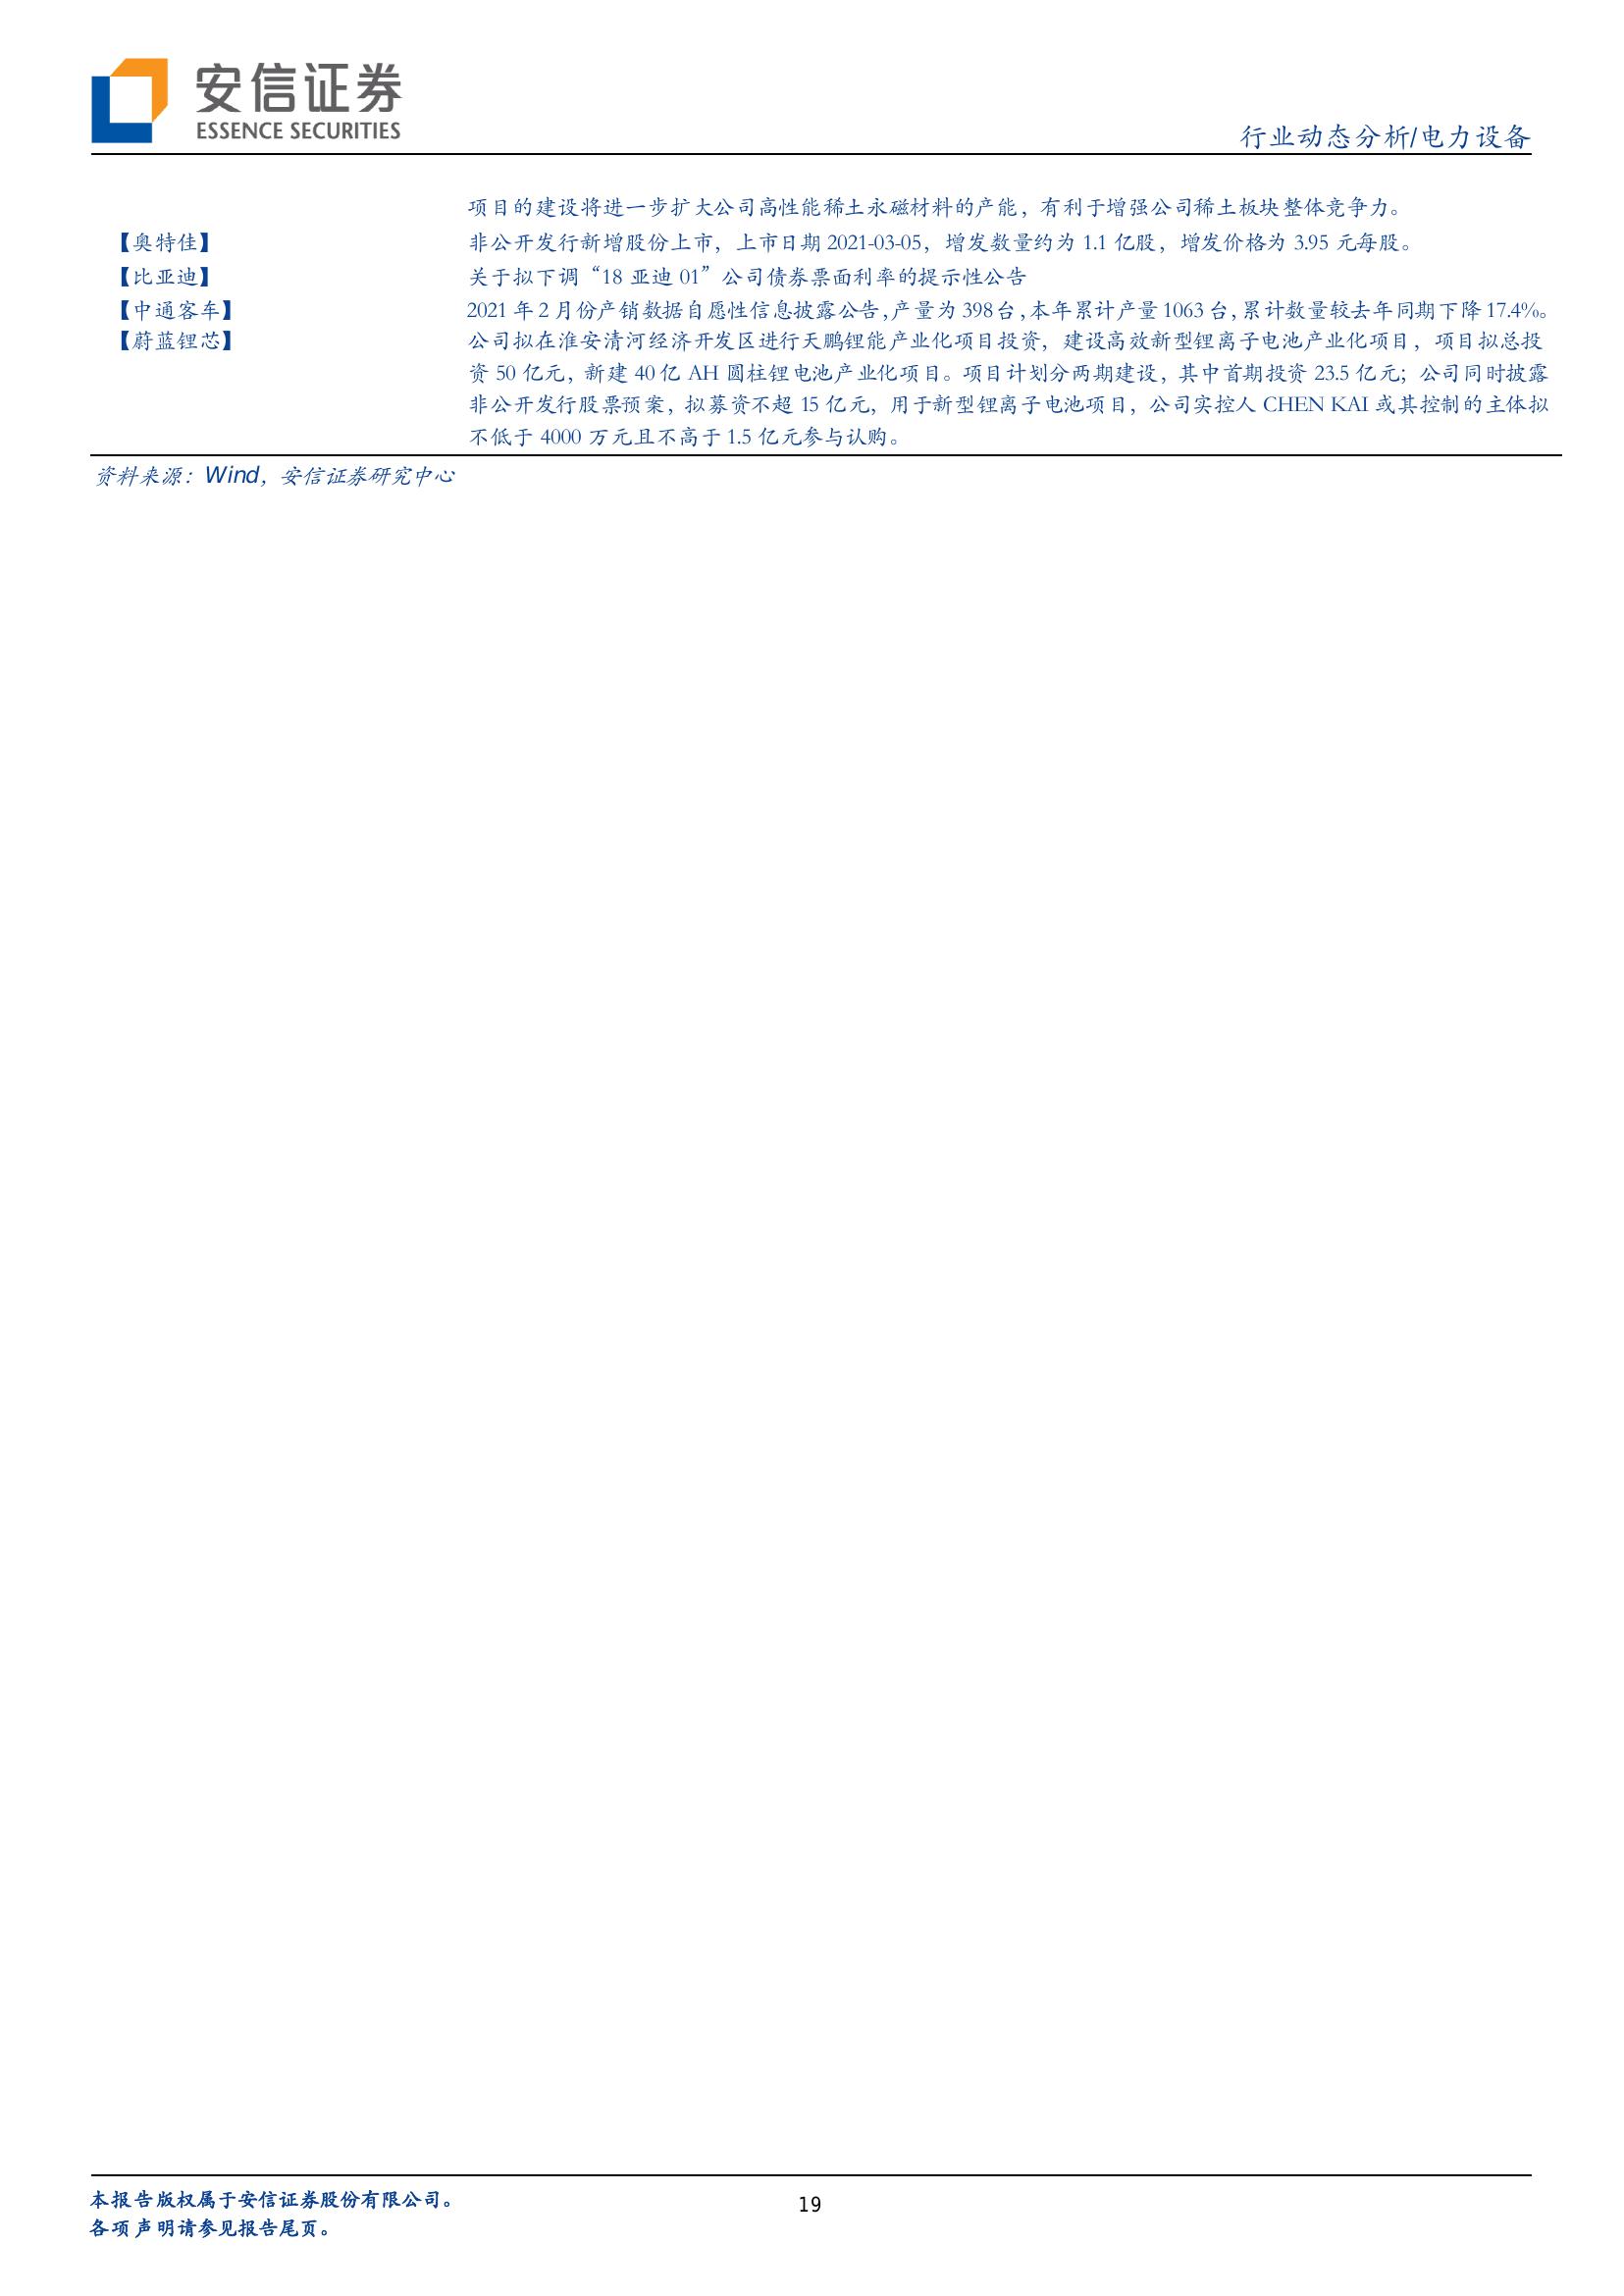 安信证券
ESSENCE SECURITIES
行业动态分析/电力设备
项目的建设将进一步扩大公司高性能稀土永磁材料的产能，有利于增强公司稀土板块整体竞争力。
【奥特佳】 非公开发行新增股份上市，上市日期 2021-03-05，增发数量约为 1.1 亿股，增发价格为 3.95 元每股。
【比亚迪】 关于拟下调“18 亚迪 01”公司债券票面利率的提示性公告
【中通客车】 2021 年 2 月份产销数据自愿性信息披露公告，产量为 398 台，本年累计产量 1063 台，累计数量较去年同期下降 17.4%。
【蔚蓝锂芯】 公司拟在淮安清河经济开发区进行天鹏锂能产业化项目投资，建设高效新型锂离子电池产业化项目，项目拟总投
资 50 亿元，新建 40 亿 AH 圆柱锂电池产业化项目。项目计划分两期建设，其中首期投资 23.5 亿元；公司同时披露
非公开发行股票预案，拟募资不超 15 亿元，用于新型锂离子电池项目，公司实控人 CHEN KAI 或其控制的主体拟
不低于 4000 万元且不高于 1.5 亿元参与认购。
资料来源：Wind，安信证券研究中心
本报告版权属于安信证券股份有限公司。
各项声明请参见报告尾页。
19